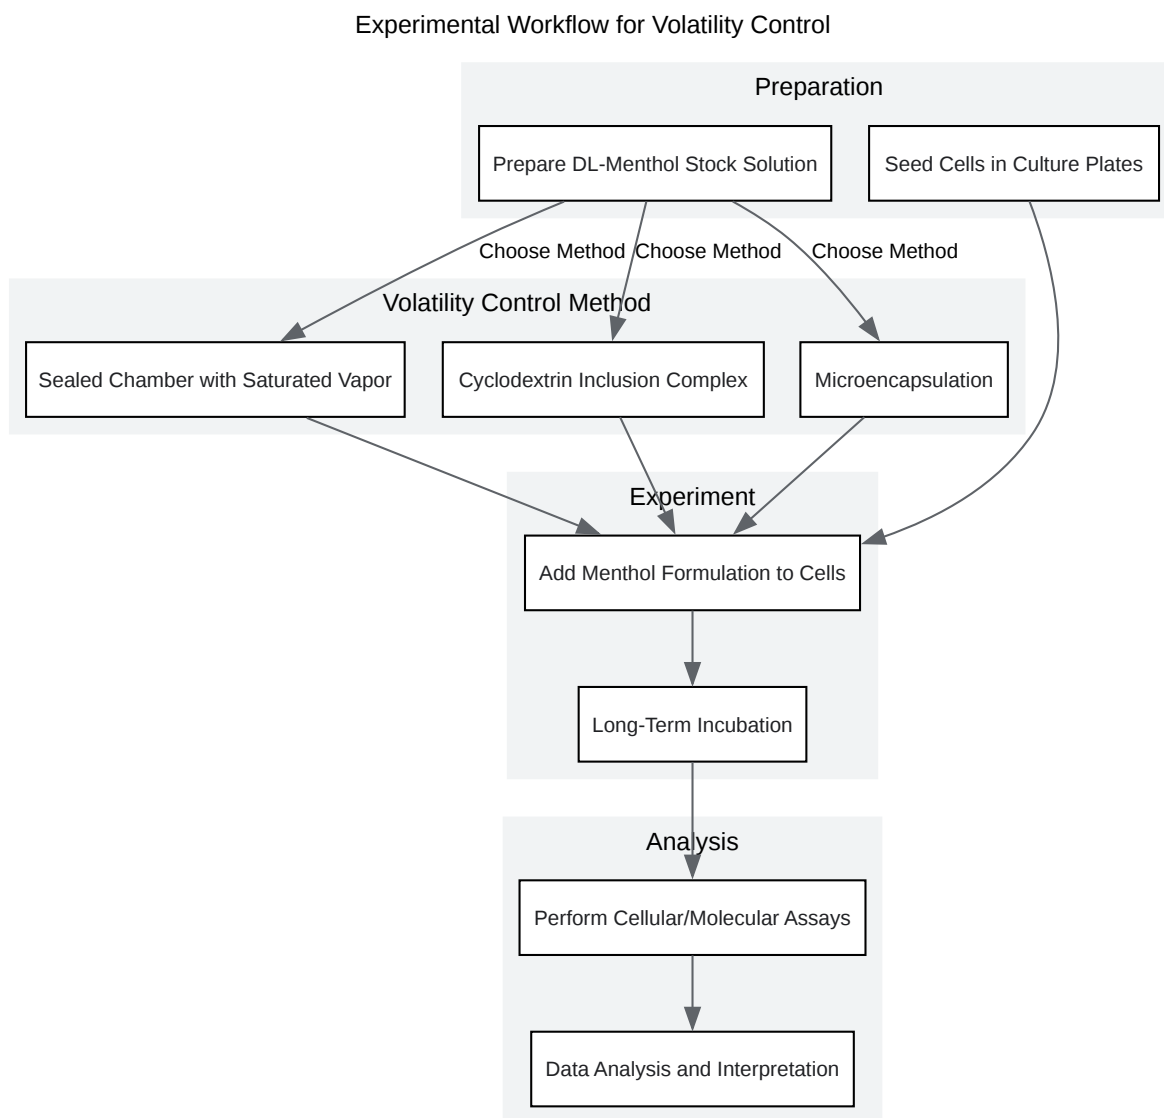 Experimental Workflow for Volatility Control
Preparation
Prepare DL-Menthol Stock Solution
Seed Cells in Culture Plates
Choose Method
Choose Method
Choose Method
Volatility Control Method
Sealed Chamber with Saturated Vapor
Cyclodextrin Inclusion Complex
Microencapsulation
Experiment
Add Menthol Formulation to Cells
Long-Term Incubation
Analysis
Perform Cellular/Molecular Assays
Data Analysis and Interpretation